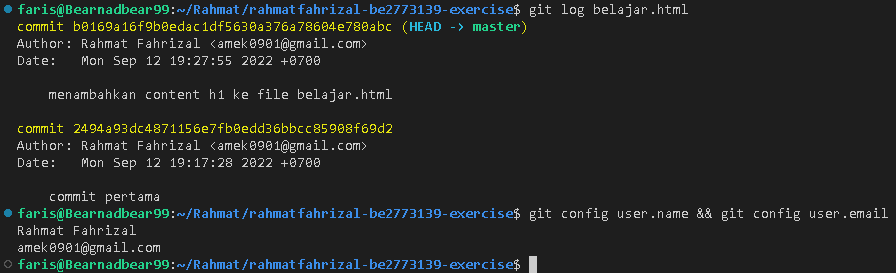 faris@Bearnadbear99:~/Rahmat/rahmatfahrizal-be2773139-exercise$ git log belajar.html
commit b0169a16f9b0edac1df5630a376a78604e780abc (HEAD -> master)
Author: Rahmat Fahrizal <amek0901@gmail.com>
Date:   Mon Sep 12 19:27:55 2022 +0700
    menambahkan content h1 ke file belajar.html
commit 2494a93dc4871156e7fb0edd36bbcc85908f69d2
Author: Rahmat Fahrizal <amek0901@gmail.com>
Date:   Mon Sep 12 19:17:28 2022 +0700
    commit pertama
faris@Bearnadbear99:~/Rahmat/rahmatfahrizal-be2773139-exercise$ git config user.name && git config user.email
Rahmat Fahrizal
amek0901@gmail.com
faris@Bearnadbear99:~/Rahmat/rahmatfahrizal-be2773139-exercise$